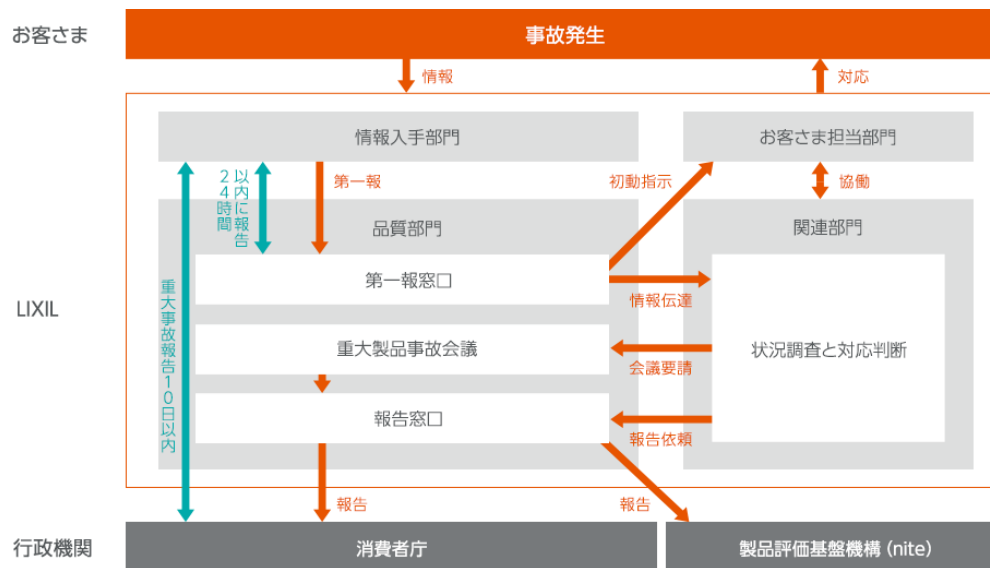 お客さま
事故発生
情報
対応
情報入手部門
お客さま担当部門
24時間
以内に報告
第一報
初動指示
協働
品質部門
関連部門
第一報窓口
情報伝達
LIXIL
重大事故報告10日以内
重大製品事故会議
会議要請
状況調査と対応判断
報告窓口
報告依頼
報告
報告
行政機関
消費者庁
製品評価基盤機構(nite)